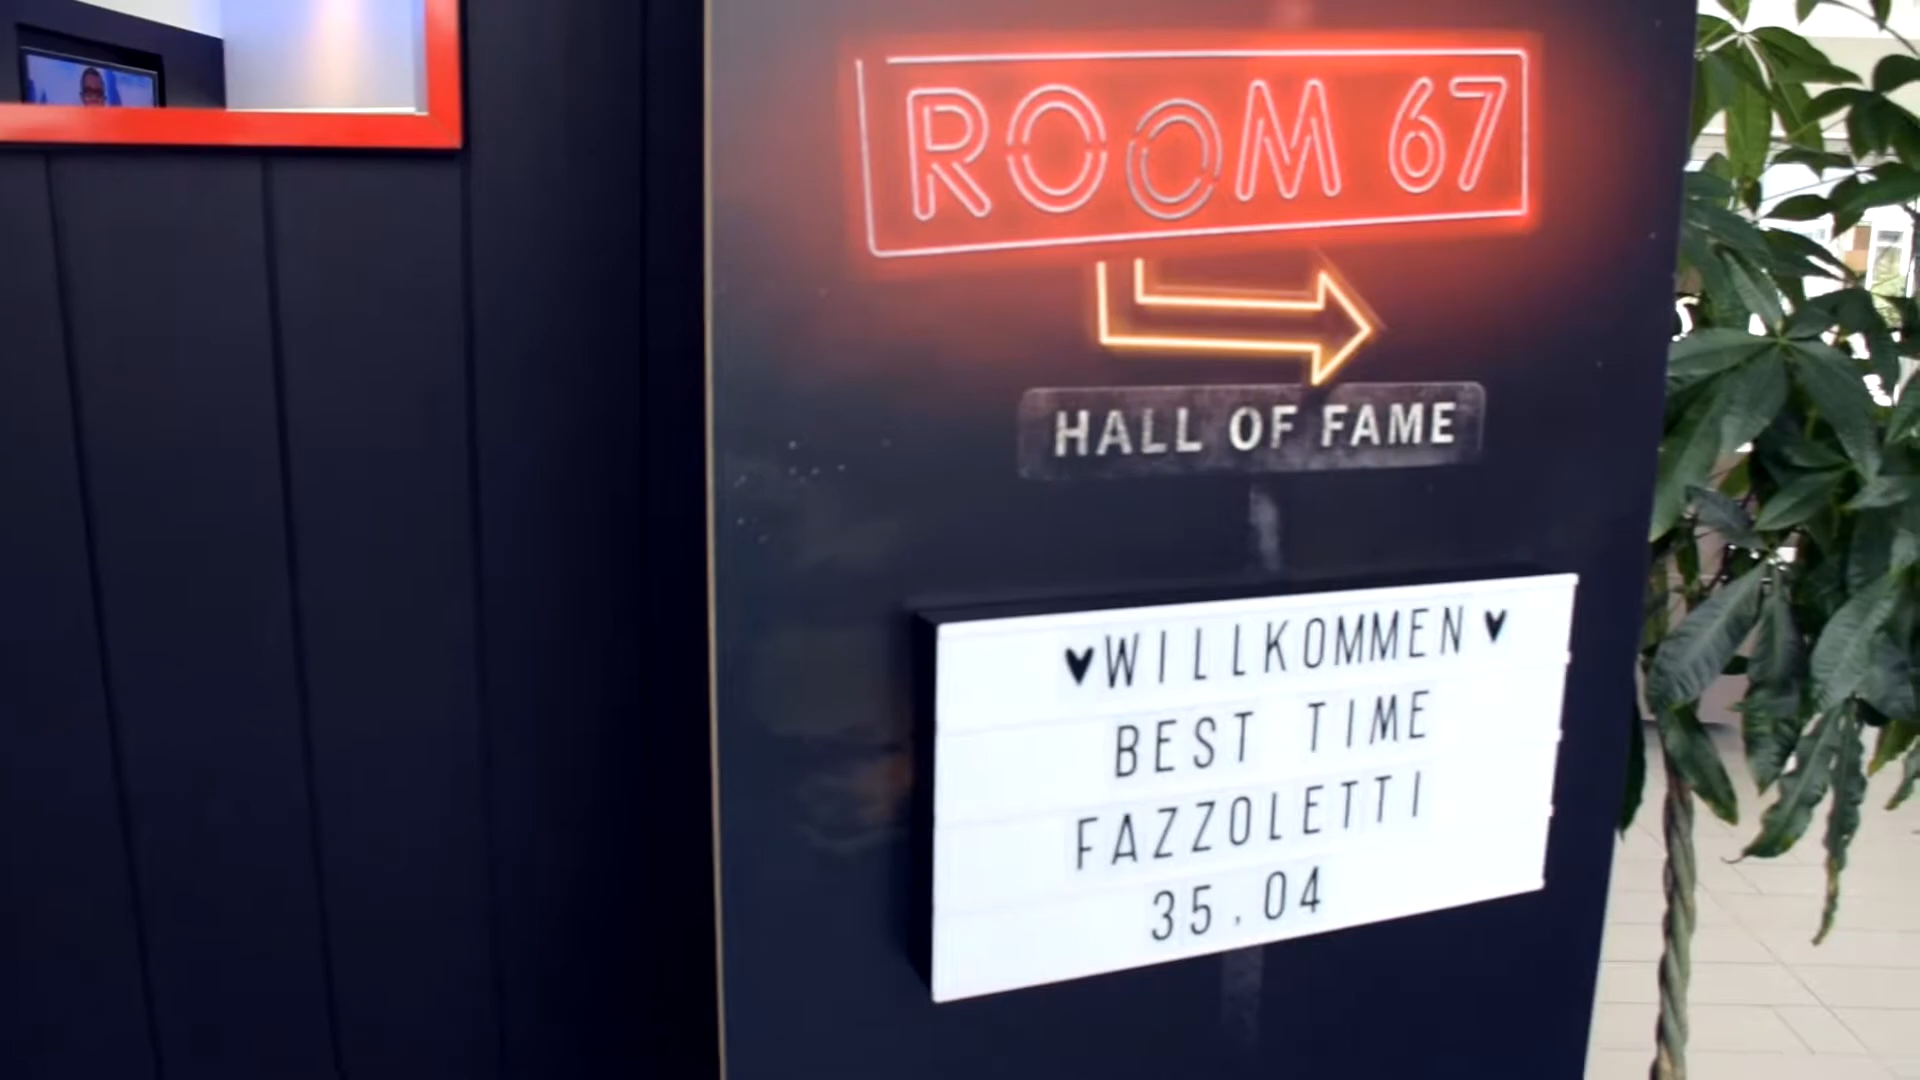 ROOM 67
HALL OF FAME
♥WILLKOMMEN♥
BEST TIME
FAZZOLETTI
35.04